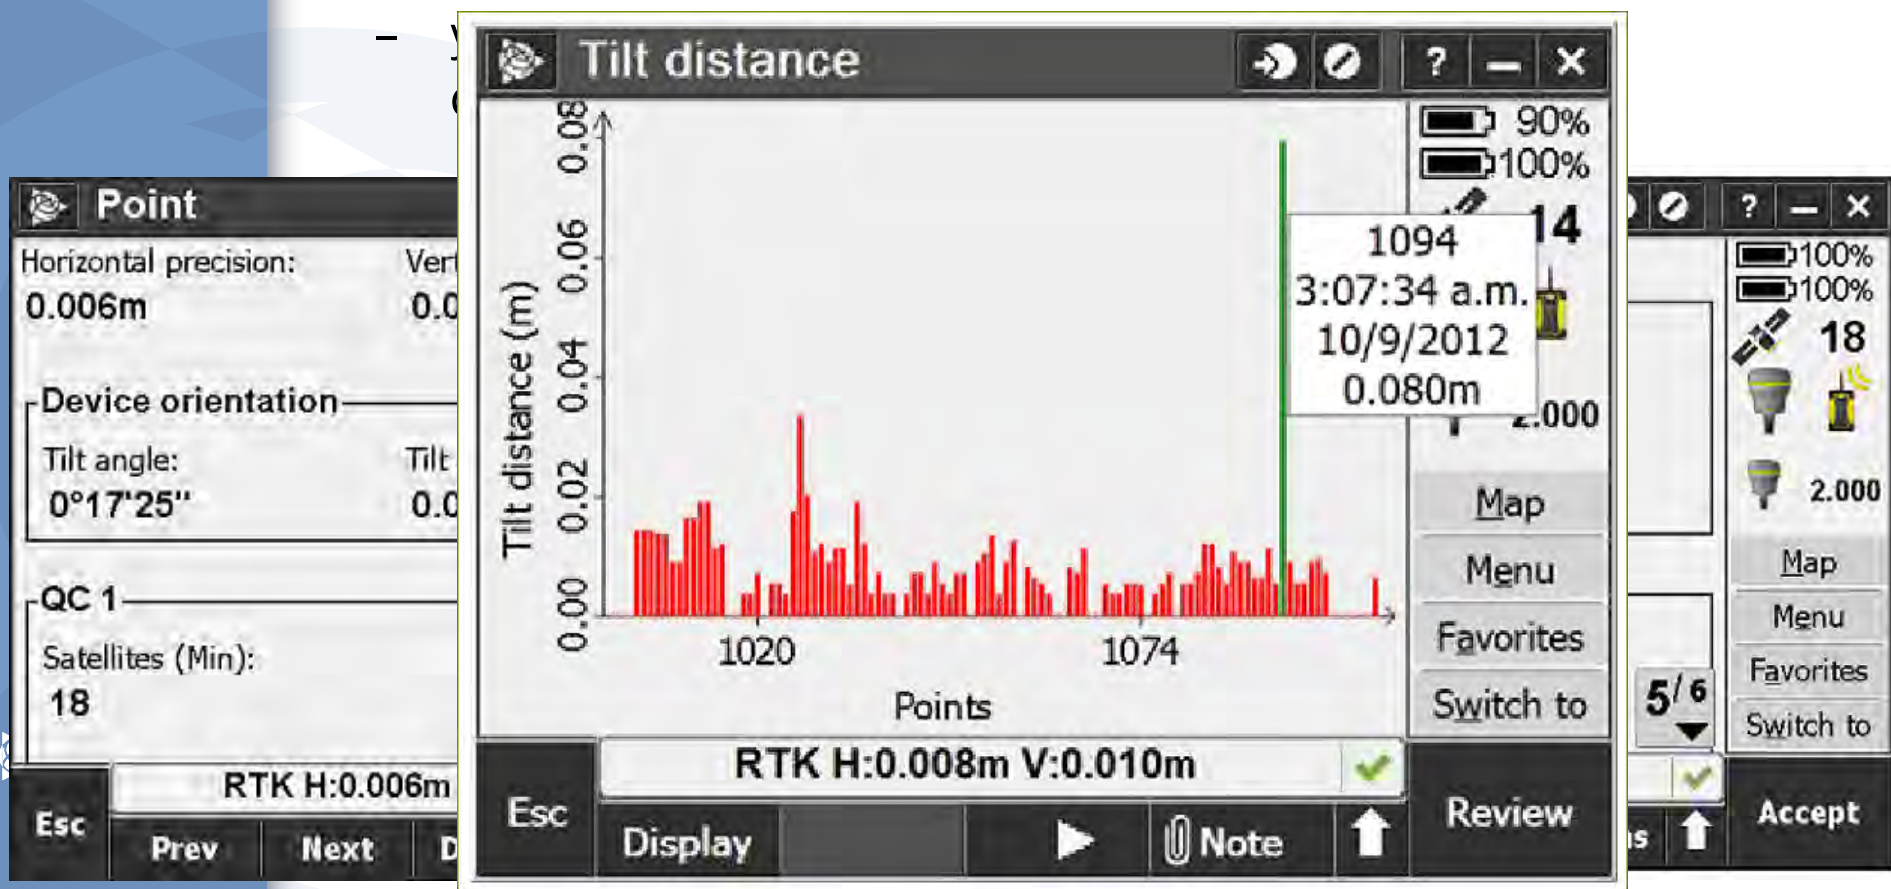 –
Tilt distance
?
Tilt distance (m)
0.08
0.06
0.04
0.02
0.00
1020
1074
Points
1094
3:07:34 a.m.
10/9/2012
0.080m
90%
100%
14
2.000
Map
Menu
Favorites
Switch to
RTK H:0.008m V:0.010m
Esc
Display
Note
Review
Point
Horizontal precision:
0.006m
Device orientation
Tilt angle:
Tilt
0°17'25"
QC 1
Satellites (Min):
18
RTK H:0.006m
Esc
Prev
Next
?
100%
100%
18
2.000
Map
Menu
Favorites
Switch to
5/6
Accept